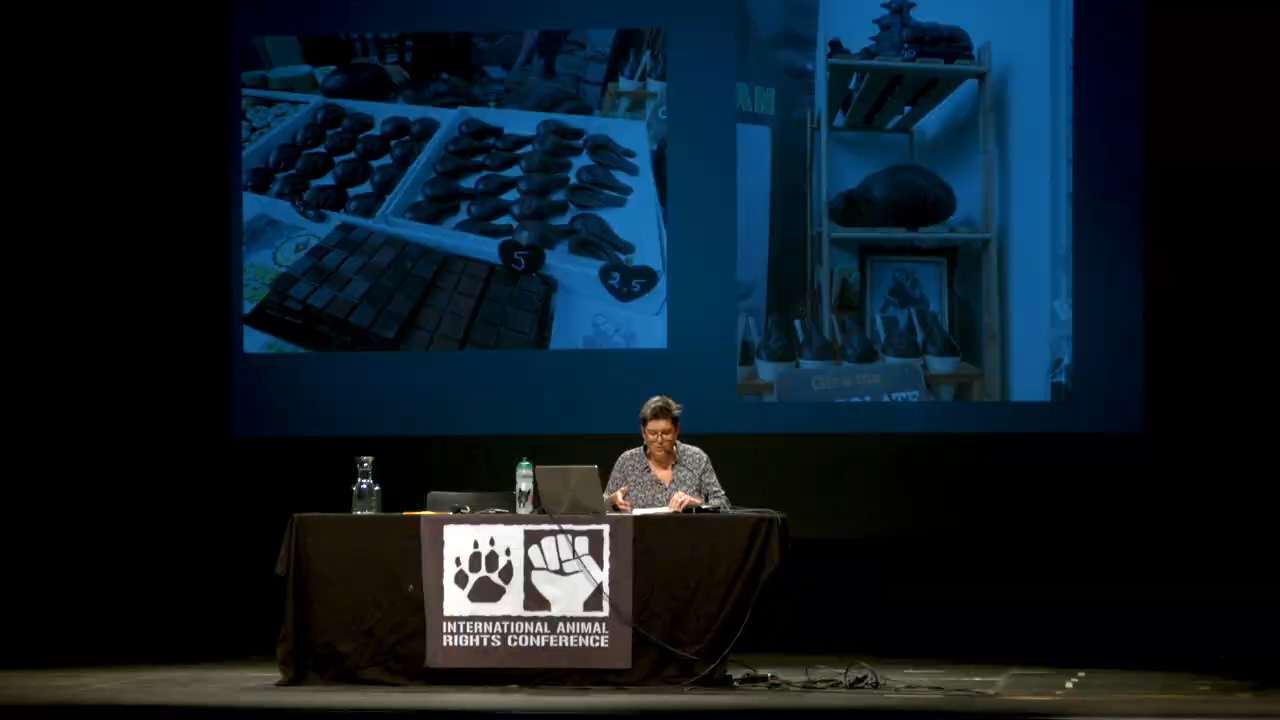 AN
5
2,5
INTERNATIONAL ANIMAL
RIGHTS CONFERENCE